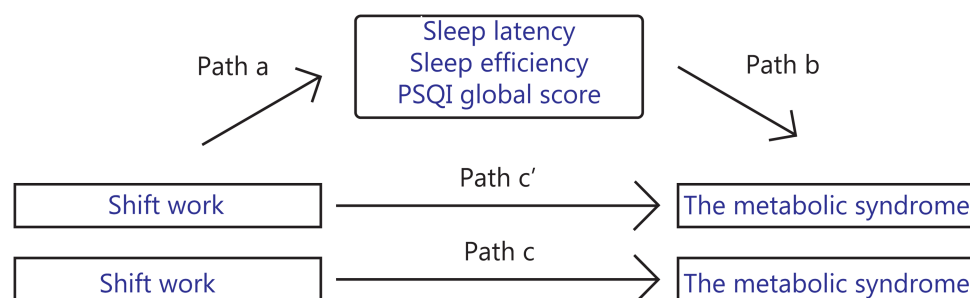 Sleep latency
Sleep efficiency
PSQI global score
Path a
Path b
Path c’
Shift work
The metabolic syndrome
Path c
Shift work
The metabolic syndrome